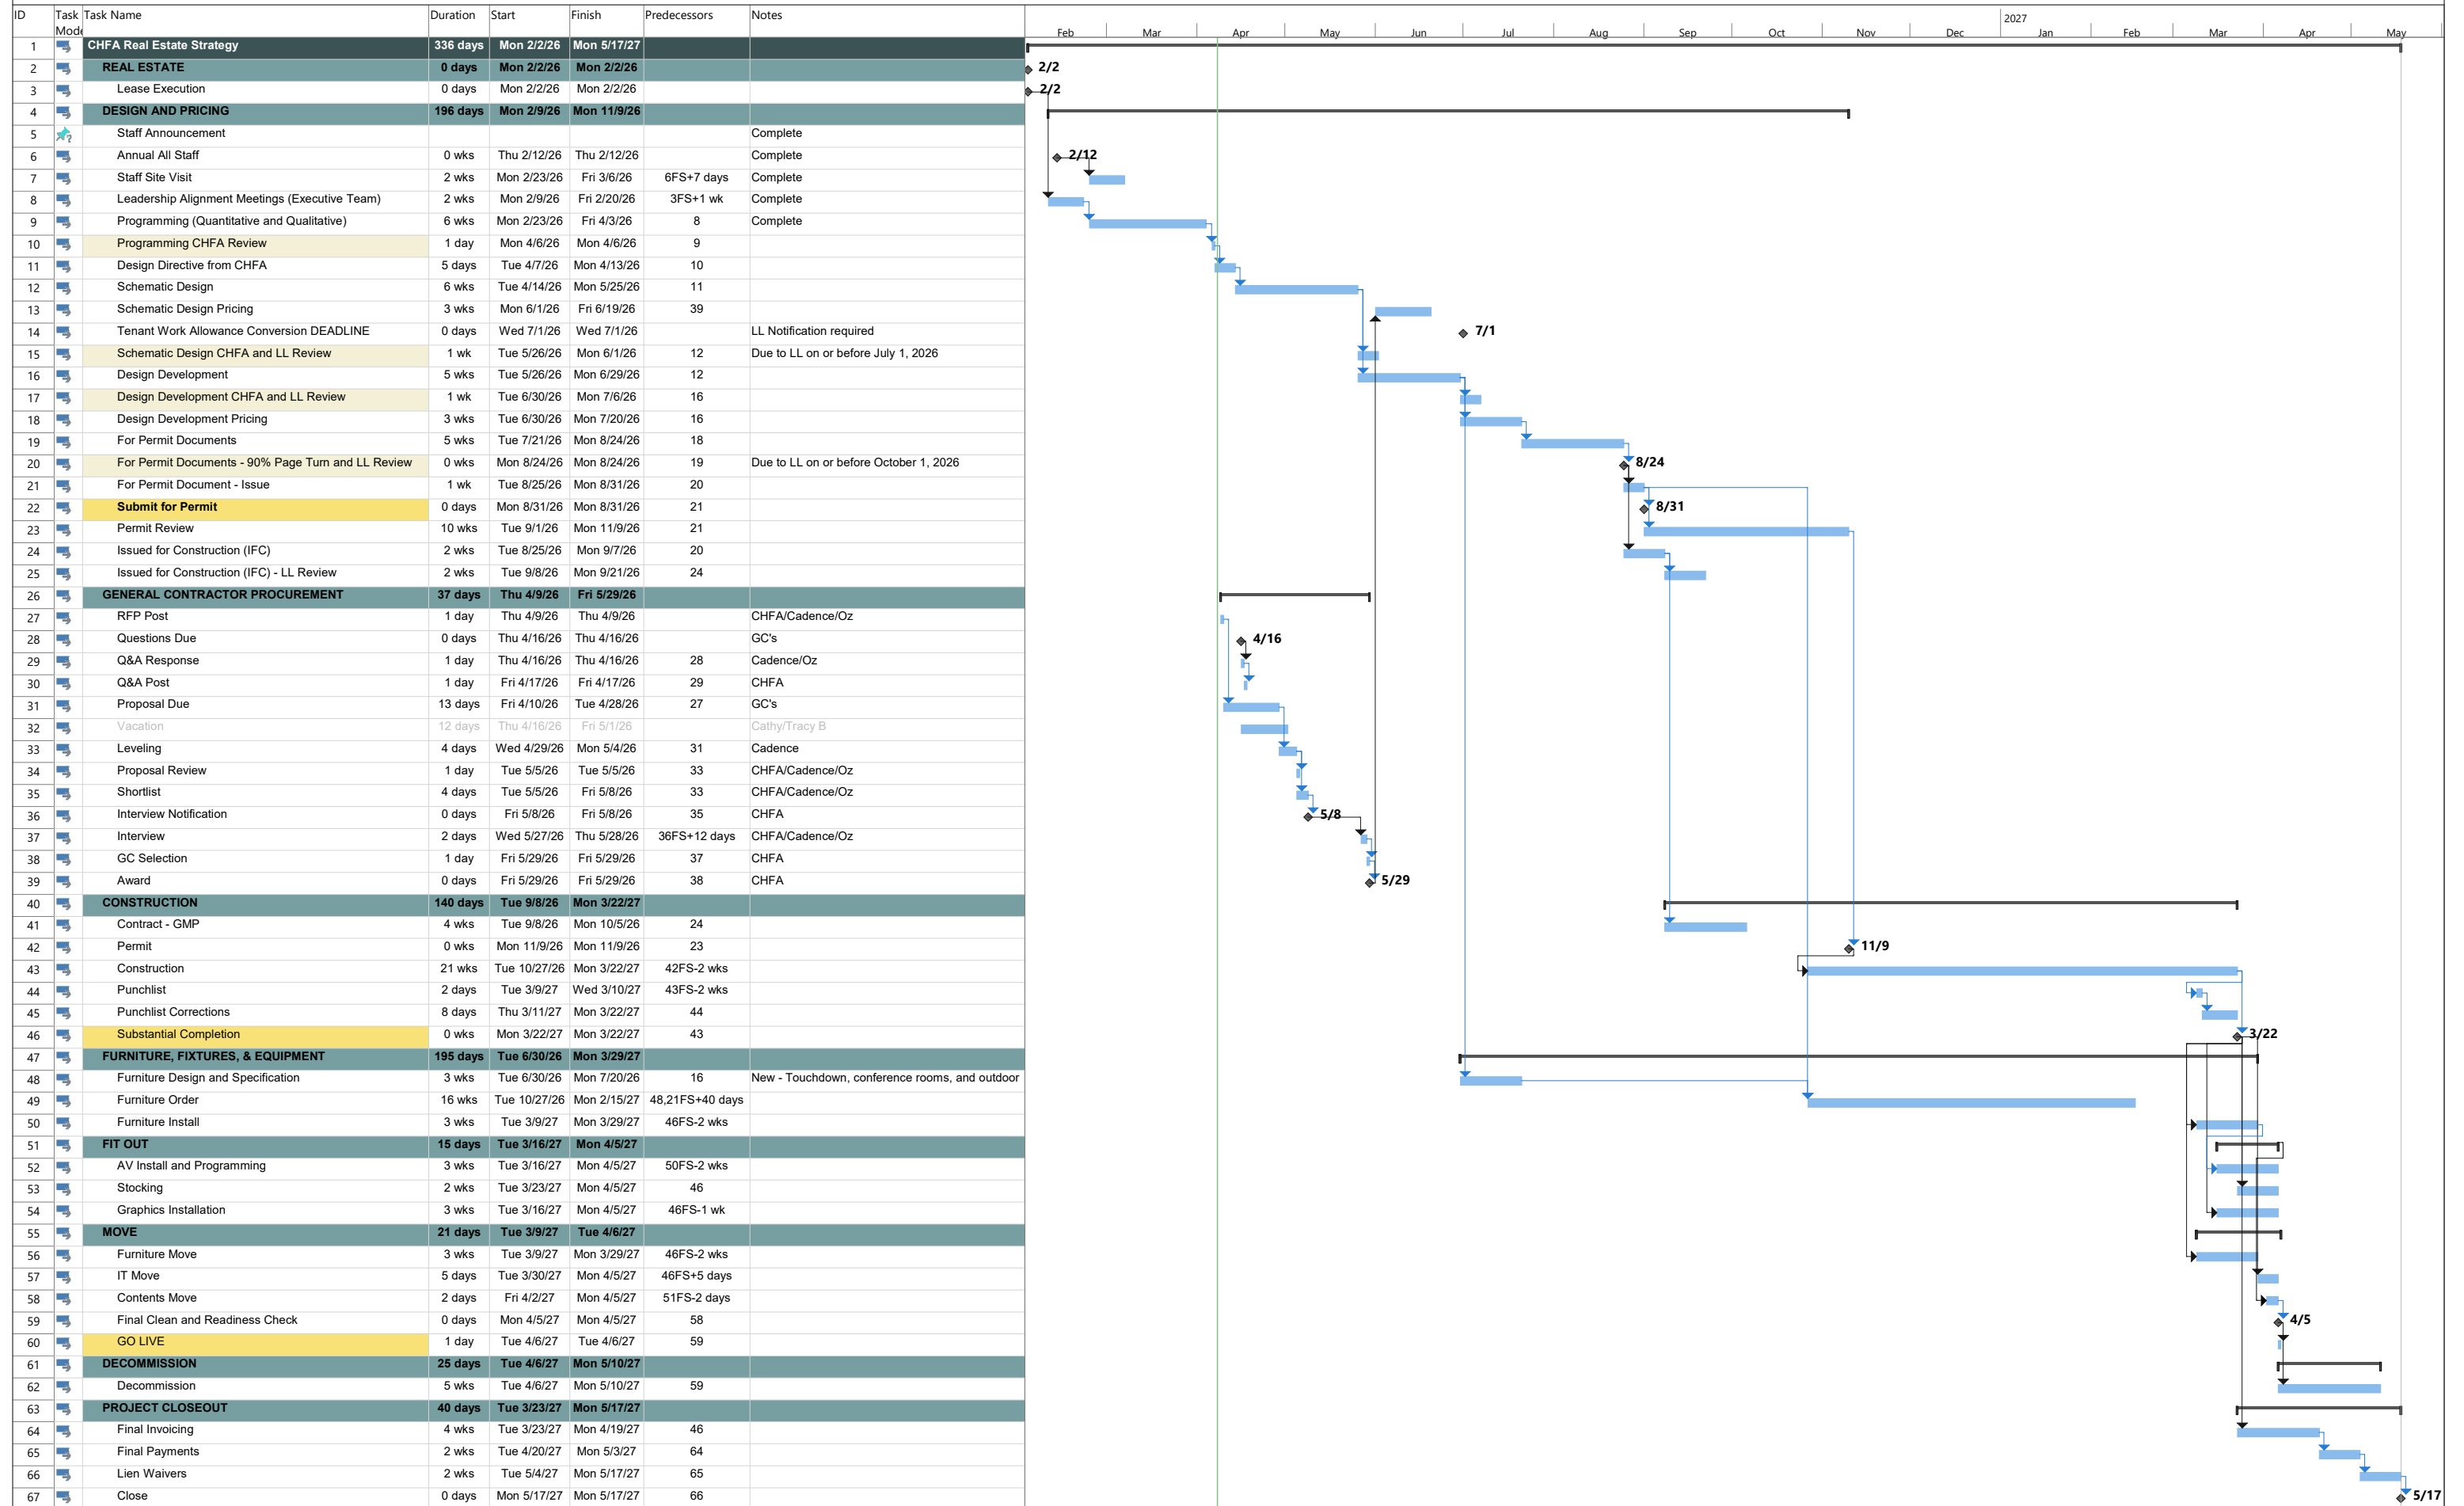 ID Task Mode Task Name Duration Start Finish Predecessors Notes
2027
Feb Mar Apr May Jun Jul Aug Sep Oct Nov Dec Jan Feb Mar Apr May
1 CHFA Real Estate Strategy 336 days Mon 2/2/26 Mon 5/17/27
2 REAL ESTATE 0 days Mon 2/2/26 Mon 2/2/26 2/2
3 Lease Execution 0 days Mon 2/2/26 Mon 2/2/26 2/2
4 DESIGN AND PRICING 196 days Mon 2/9/26 Mon 11/9/26
5 Staff Announcement Complete
6 Annual All Staff 0 wks Thu 2/12/26 Thu 2/12/26 Complete 2/12
7 Staff Site Visit 2 wks Mon 2/23/26 Fri 3/6/26 6FS+7 days Complete
8 Leadership Alignment Meetings (Executive Team) 2 wks Mon 2/9/26 Fri 2/20/26 3FS+1 wk Complete
9 Programming (Quantitative and Qualitative) 6 wks Mon 2/23/26 Fri 4/3/26 8 Complete
10 Programming CHFA Review 1 day Mon 4/6/26 Mon 4/6/26 9
11 Design Directive from CHFA 5 days Tue 4/7/26 Mon 4/13/26 10
12 Schematic Design 6 wks Tue 4/14/26 Mon 5/25/26 11
13 Schematic Design Pricing 3 wks Mon 6/1/26 Fri 6/19/26 39
14 Tenant Work Allowance Conversion DEADLINE 0 days Wed 7/1/26 Wed 7/1/26 LL Notification required 7/1
15 Schematic Design CHFA and LL Review 1 wk Tue 5/26/26 Mon 6/1/26 12 Due to LL on or before July 1, 2026
16 Design Development 5 wks Tue 5/26/26 Mon 6/29/26 12
17 Design Development CHFA and LL Review 1 wk Tue 6/30/26 Mon 7/6/26 16
18 Design Development Pricing 3 wks Tue 6/30/26 Mon 7/20/26 16
19 For Permit Documents 5 wks Tue 7/21/26 Mon 8/24/26 18
20 For Permit Documents - 90% Page Turn and LL Review 0 wks Mon 8/24/26 Mon 8/24/26 19 Due to LL on or before October 1, 2026 8/24
21 For Permit Document - Issue 1 wk Tue 8/25/26 Mon 8/31/26 20
22 Submit for Permit 0 days Mon 8/31/26 Mon 8/31/26 21 8/31
23 Permit Review 10 wks Tue 9/1/26 Mon 11/9/26 21
24 Issued for Construction (IFC) 2 wks Tue 8/25/26 Mon 9/7/26 20
25 Issued for Construction (IFC) - LL Review 2 wks Tue 9/8/26 Mon 9/21/26 24
26 GENERAL CONTRACTOR PROCUREMENT 37 days Thu 4/9/26 Fri 5/29/26
27 RFP Post 1 day Thu 4/9/26 Thu 4/9/26 CHFA/Cadence/Oz
28 Questions Due 0 days Thu 4/16/26 Thu 4/16/26 GC's 4/16
29 Q&A Response 1 day Thu 4/16/26 Thu 4/16/26 28 Cadence/Oz
30 Q&A Post 1 day Fri 4/17/26 Fri 4/17/26 29 CHFA
31 Proposal Due 13 days Fri 4/10/26 Tue 4/28/26 27 GC's
32 Vacation 12 days Thu 4/16/26 Fri 5/1/26 Cathy/Tracy B
33 Leveling 4 days Wed 4/29/26 Mon 5/4/26 31 Cadence
34 Proposal Review 1 day Tue 5/5/26 Tue 5/5/26 33 CHFA/Cadence/Oz
35 Shortlist 4 days Tue 5/5/26 Fri 5/8/26 33 CHFA/Cadence/Oz
36 Interview Notification 0 days Fri 5/8/26 Fri 5/8/26 35 CHFA 5/8
37 Interview 2 days Wed 5/27/26 Thu 5/28/26 36FS+12 days CHFA/Cadence/Oz
38 GC Selection 1 day Fri 5/29/26 Fri 5/29/26 37 CHFA
39 Award 0 days Fri 5/29/26 Fri 5/29/26 38 CHFA 5/29
40 CONSTRUCTION 140 days Tue 9/8/26 Mon 3/22/27
41 Contract - GMP 4 wks Tue 9/8/26 Mon 10/5/26 24
42 Permit 0 wks Mon 11/9/26 Mon 11/9/26 23 11/9
43 Construction 21 wks Tue 10/27/26 Mon 3/22/27 42FS-2 wks
44 Punchlist 2 days Tue 3/9/27 Wed 3/10/27 43FS-2 wks
45 Punchlist Corrections 8 days Thu 3/11/27 Mon 3/22/27 44
46 Substantial Completion 0 wks Mon 3/22/27 Mon 3/22/27 43 3/22
47 FURNITURE, FIXTURES, & EQUIPMENT 195 days Tue 6/30/26 Mon 3/29/27
48 Furniture Design and Specification 3 wks Tue 6/30/26 Mon 7/20/26 16 New - Touchdown, conference rooms, and outdoor
49 Furniture Order 16 wks Tue 10/27/26 Mon 2/15/27 48,21FS+40 days
50 Furniture Install 3 wks Tue 3/9/27 Mon 3/29/27 46FS-2 wks
51 FIT OUT 15 days Tue 3/16/27 Mon 4/5/27
52 AV Install and Programming 3 wks Tue 3/16/27 Mon 4/5/27 50FS-2 wks
53 Stocking 2 wks Tue 3/23/27 Mon 4/5/27 46
54 Graphics Installation 3 wks Tue 3/16/27 Mon 4/5/27 46FS-1 wk
55 MOVE 21 days Tue 3/9/27 Tue 4/6/27
56 Furniture Move 3 wks Tue 3/9/27 Mon 3/29/27 46FS-2 wks
57 IT Move 5 days Tue 3/30/27 Mon 4/5/27 46FS+5 days
58 Contents Move 2 days Fri 4/2/27 Mon 4/5/27 51FS-2 days
59 Final Clean and Readiness Check 0 days Mon 4/5/27 Mon 4/5/27 58 4/5
60 GO LIVE 1 day Tue 4/6/27 Tue 4/6/27 59
61 DECOMMISSION 25 days Tue 4/6/27 Mon 5/10/27
62 Decommission 5 wks Tue 4/6/27 Mon 5/10/27 59
63 PROJECT CLOSEOUT 40 days Tue 3/23/27 Mon 5/17/27
64 Final Invoicing 4 wks Tue 3/23/27 Mon 4/19/27 46
65 Final Payments 2 wks Tue 4/20/27 Mon 5/3/27 64
66 Lien Waivers 2 wks Tue 5/4/27 Mon 5/17/27 65
67 Close 0 days Mon 5/17/27 Mon 5/17/27 66 5/17